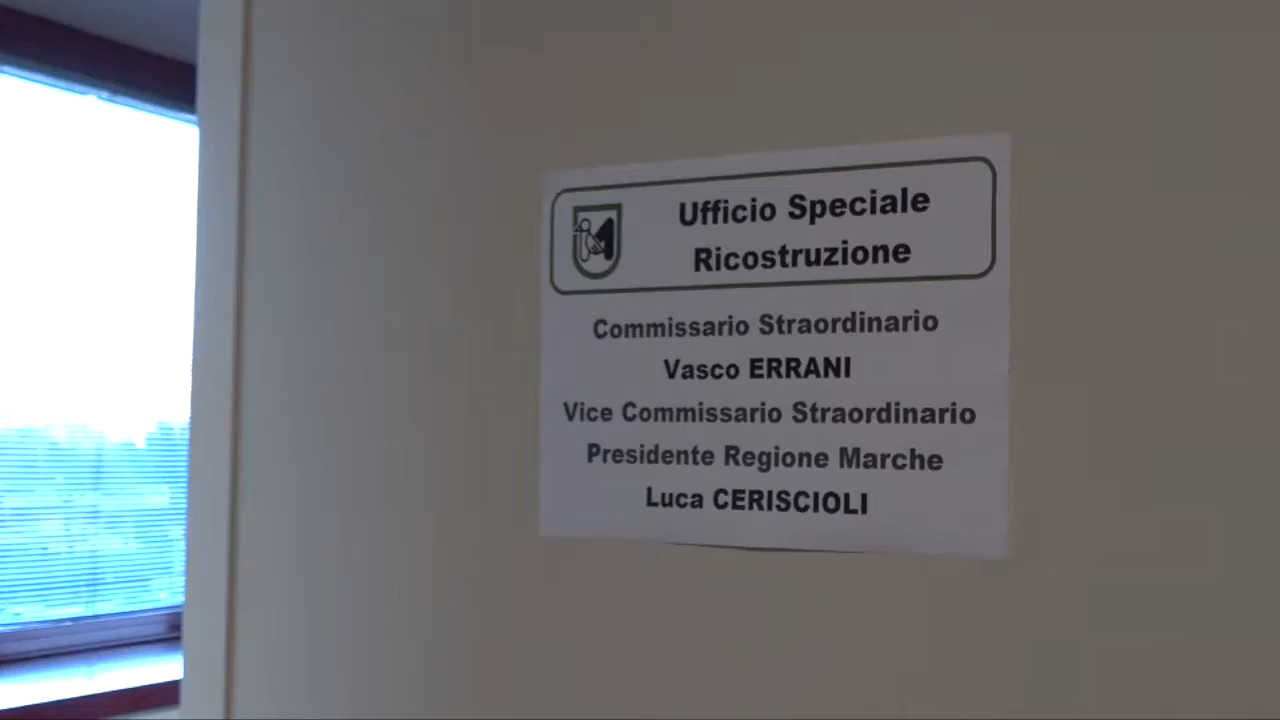 Ufficio Speciale
Ricostruzione
Commissario Straordinario
Vasco ERRANI
Vice Commissario Straordinario
Presidente Regione Marche
Luca CERISCIOLI